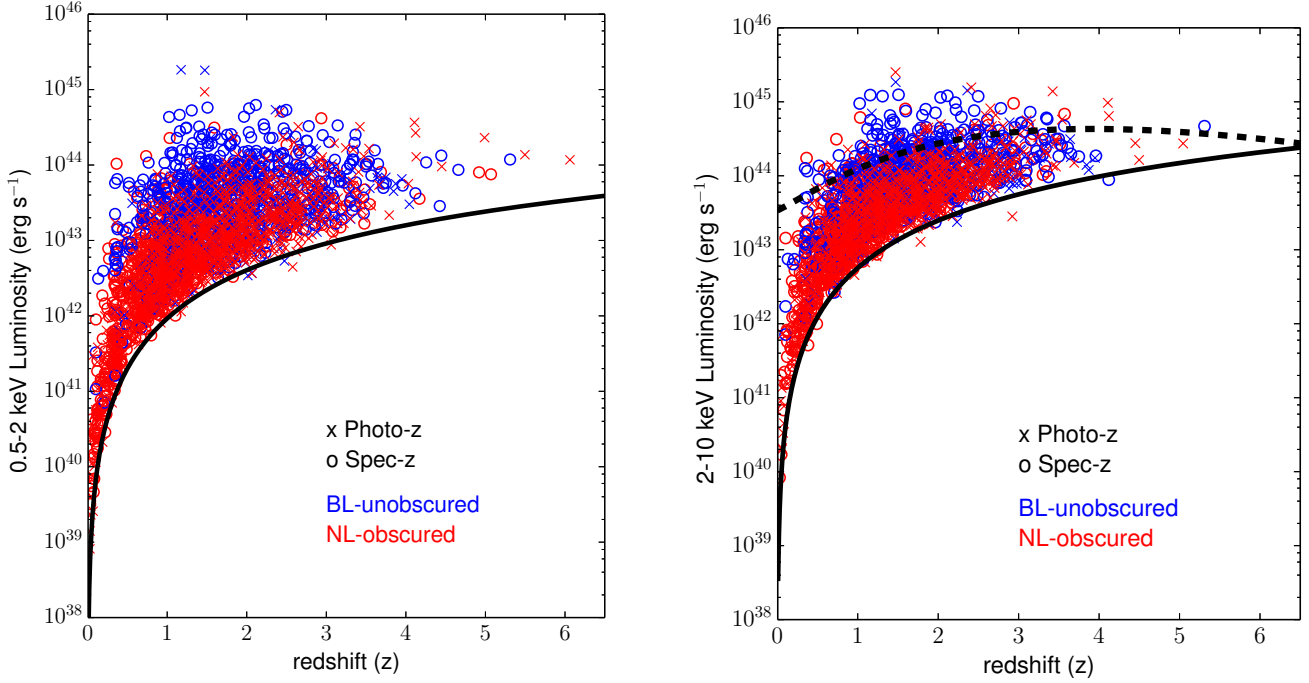 10^46
10^45
10^44
10^43
10^42
10^41
10^40
10^39
10^38
0.5-2 keV Luminosity (erg s^−1)
x Photo-z
o Spec-z
BL-unobscured
NL-obscured
0 1 2 3 4 5 6
redshift (z)
10^46
10^45
10^44
10^43
10^42
10^41
10^40
10^39
10^38
2-10 keV Luminosity (erg s^−1)
x Photo-z
o Spec-z
BL-unobscured
NL-obscured
0 1 2 3 4 5 6
redshift (z)